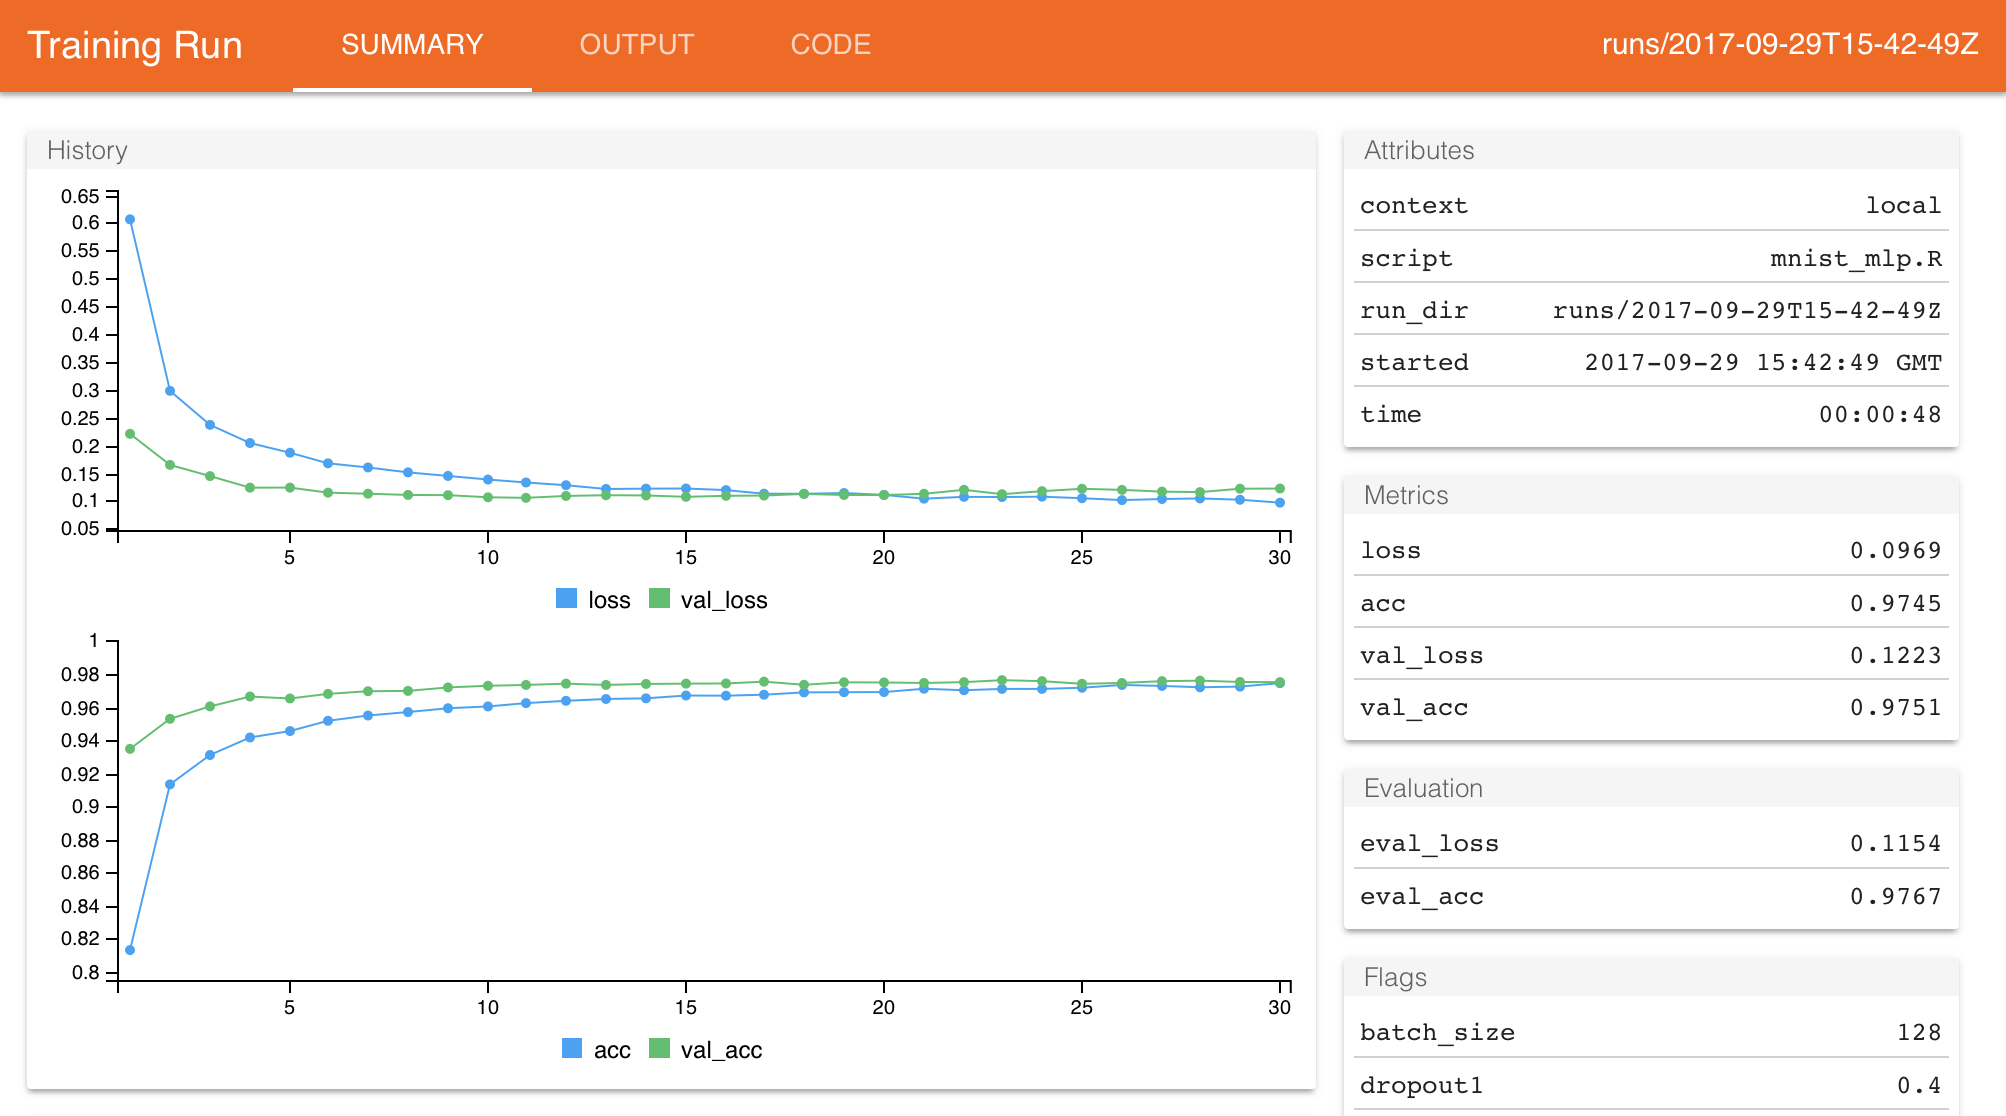 Training Run SUMMARY OUTPUT CODE runs/2017-09-29T15-42-49Z
History
0.65
0.6
0.55
0.5
0.45
0.4
0.35
0.3
0.25
0.2
0.15
0.1
0.05
5 10 15 20 25 30
loss val_loss
1
0.98
0.96
0.94
0.92
0.9
0.88
0.86
0.84
0.82
0.8
5 10 15 20 25 30
acc val_acc
Attributes
context local
script mnist_mlp.R
run_dir runs/2017-09-29T15-42-49Z
started 2017-09-29 15:42:49 GMT
time 00:00:48
Metrics
loss 0.0969
acc 0.9745
val_loss 0.1223
val_acc 0.9751
Evaluation
eval_loss 0.1154
eval_acc 0.9767
Flags
batch_size 128
dropout1 0.4